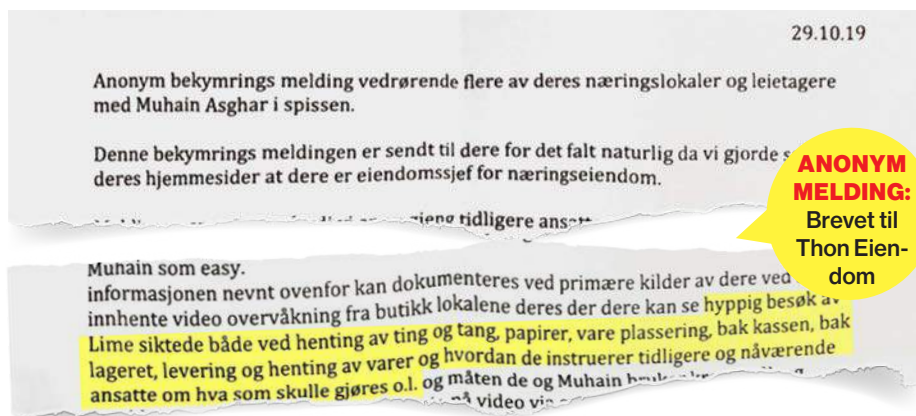 29.10.19
Anonym bekymrings melding vedrørende flere av deres næringslokaler og leietagere
med Muhain Asghar i spissen.
Denne bekymrings meldingen er sendt til dere for det falt naturlig da vi gjorde
deres hjemmesider at dere er eiendomssjef for næringseiendom.
tidligere
ANONYM
MELDING:
Brevet til
Thon Eien-
dom
Muhain som easy.
informasjonen nevnt ovenfor kan dokumenteres ved primære kilder av dere ved
innhente video overvåkning fra butikk lokalene deres der dere kan se hyppig besøk av
Lime siktede både ved henting av ting og tang, papirer, vare plassering, bak kassen, bak
lageret, levering og henting av varer og hvordan de instruerer tidligere og nåværende
ansatte om hva som skulle gjøres o.l. og måten de og Muhain
på video